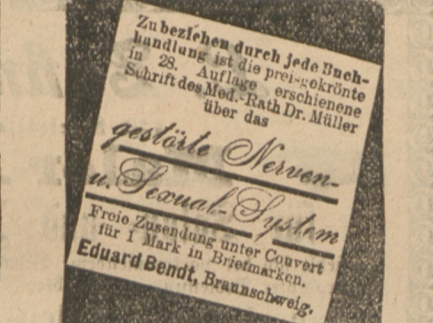 Zu beziehen durch jede Buch-
handlung ist die preisgekrönte
in 28. Auflage erschienene
Schrift des Med.-Rath Dr. Müller
über das
gestörte Nerven-
u. Sexual-System
Freie Zusendung unter Couvert
für 1 Mark in Briefmarken.
Eduard Bendt, Braunschweig.